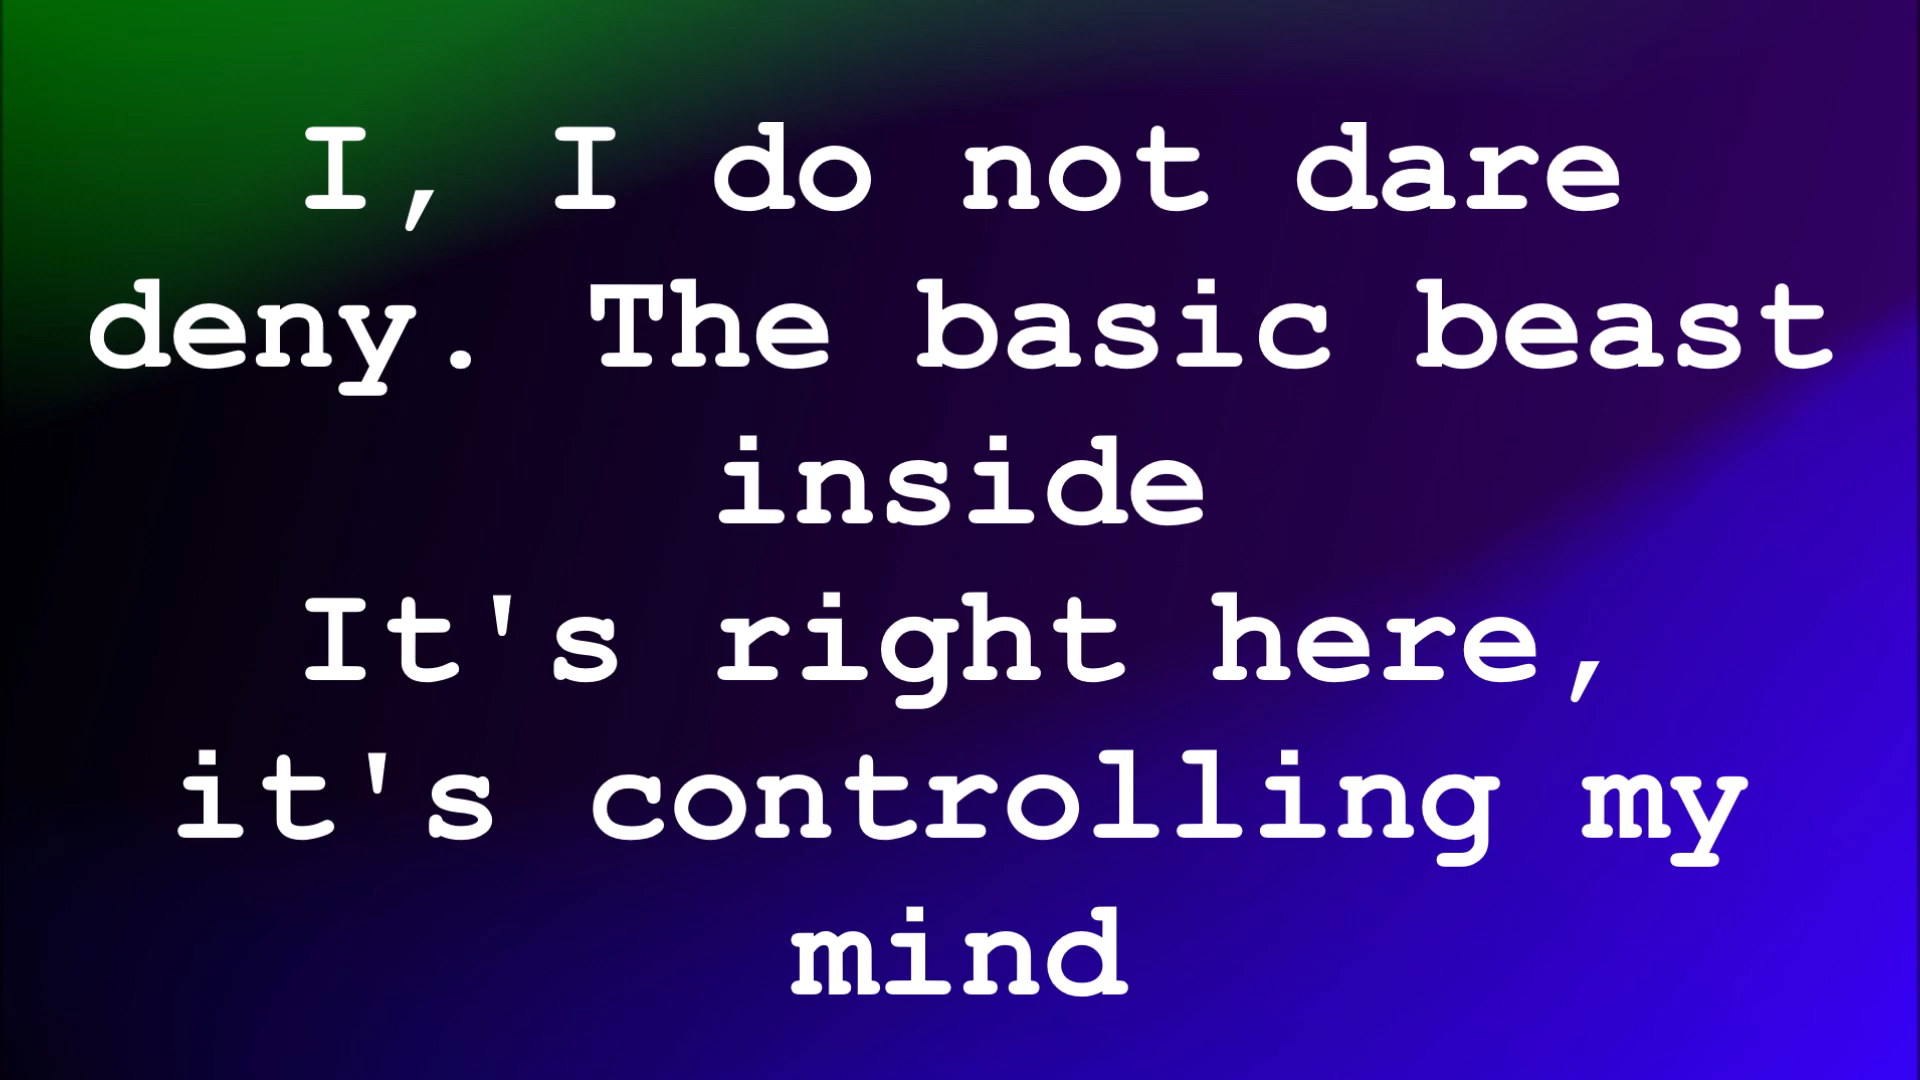 I, I do not dare
deny. The basic beast
inside
It's right here,
it's controlling my
mind